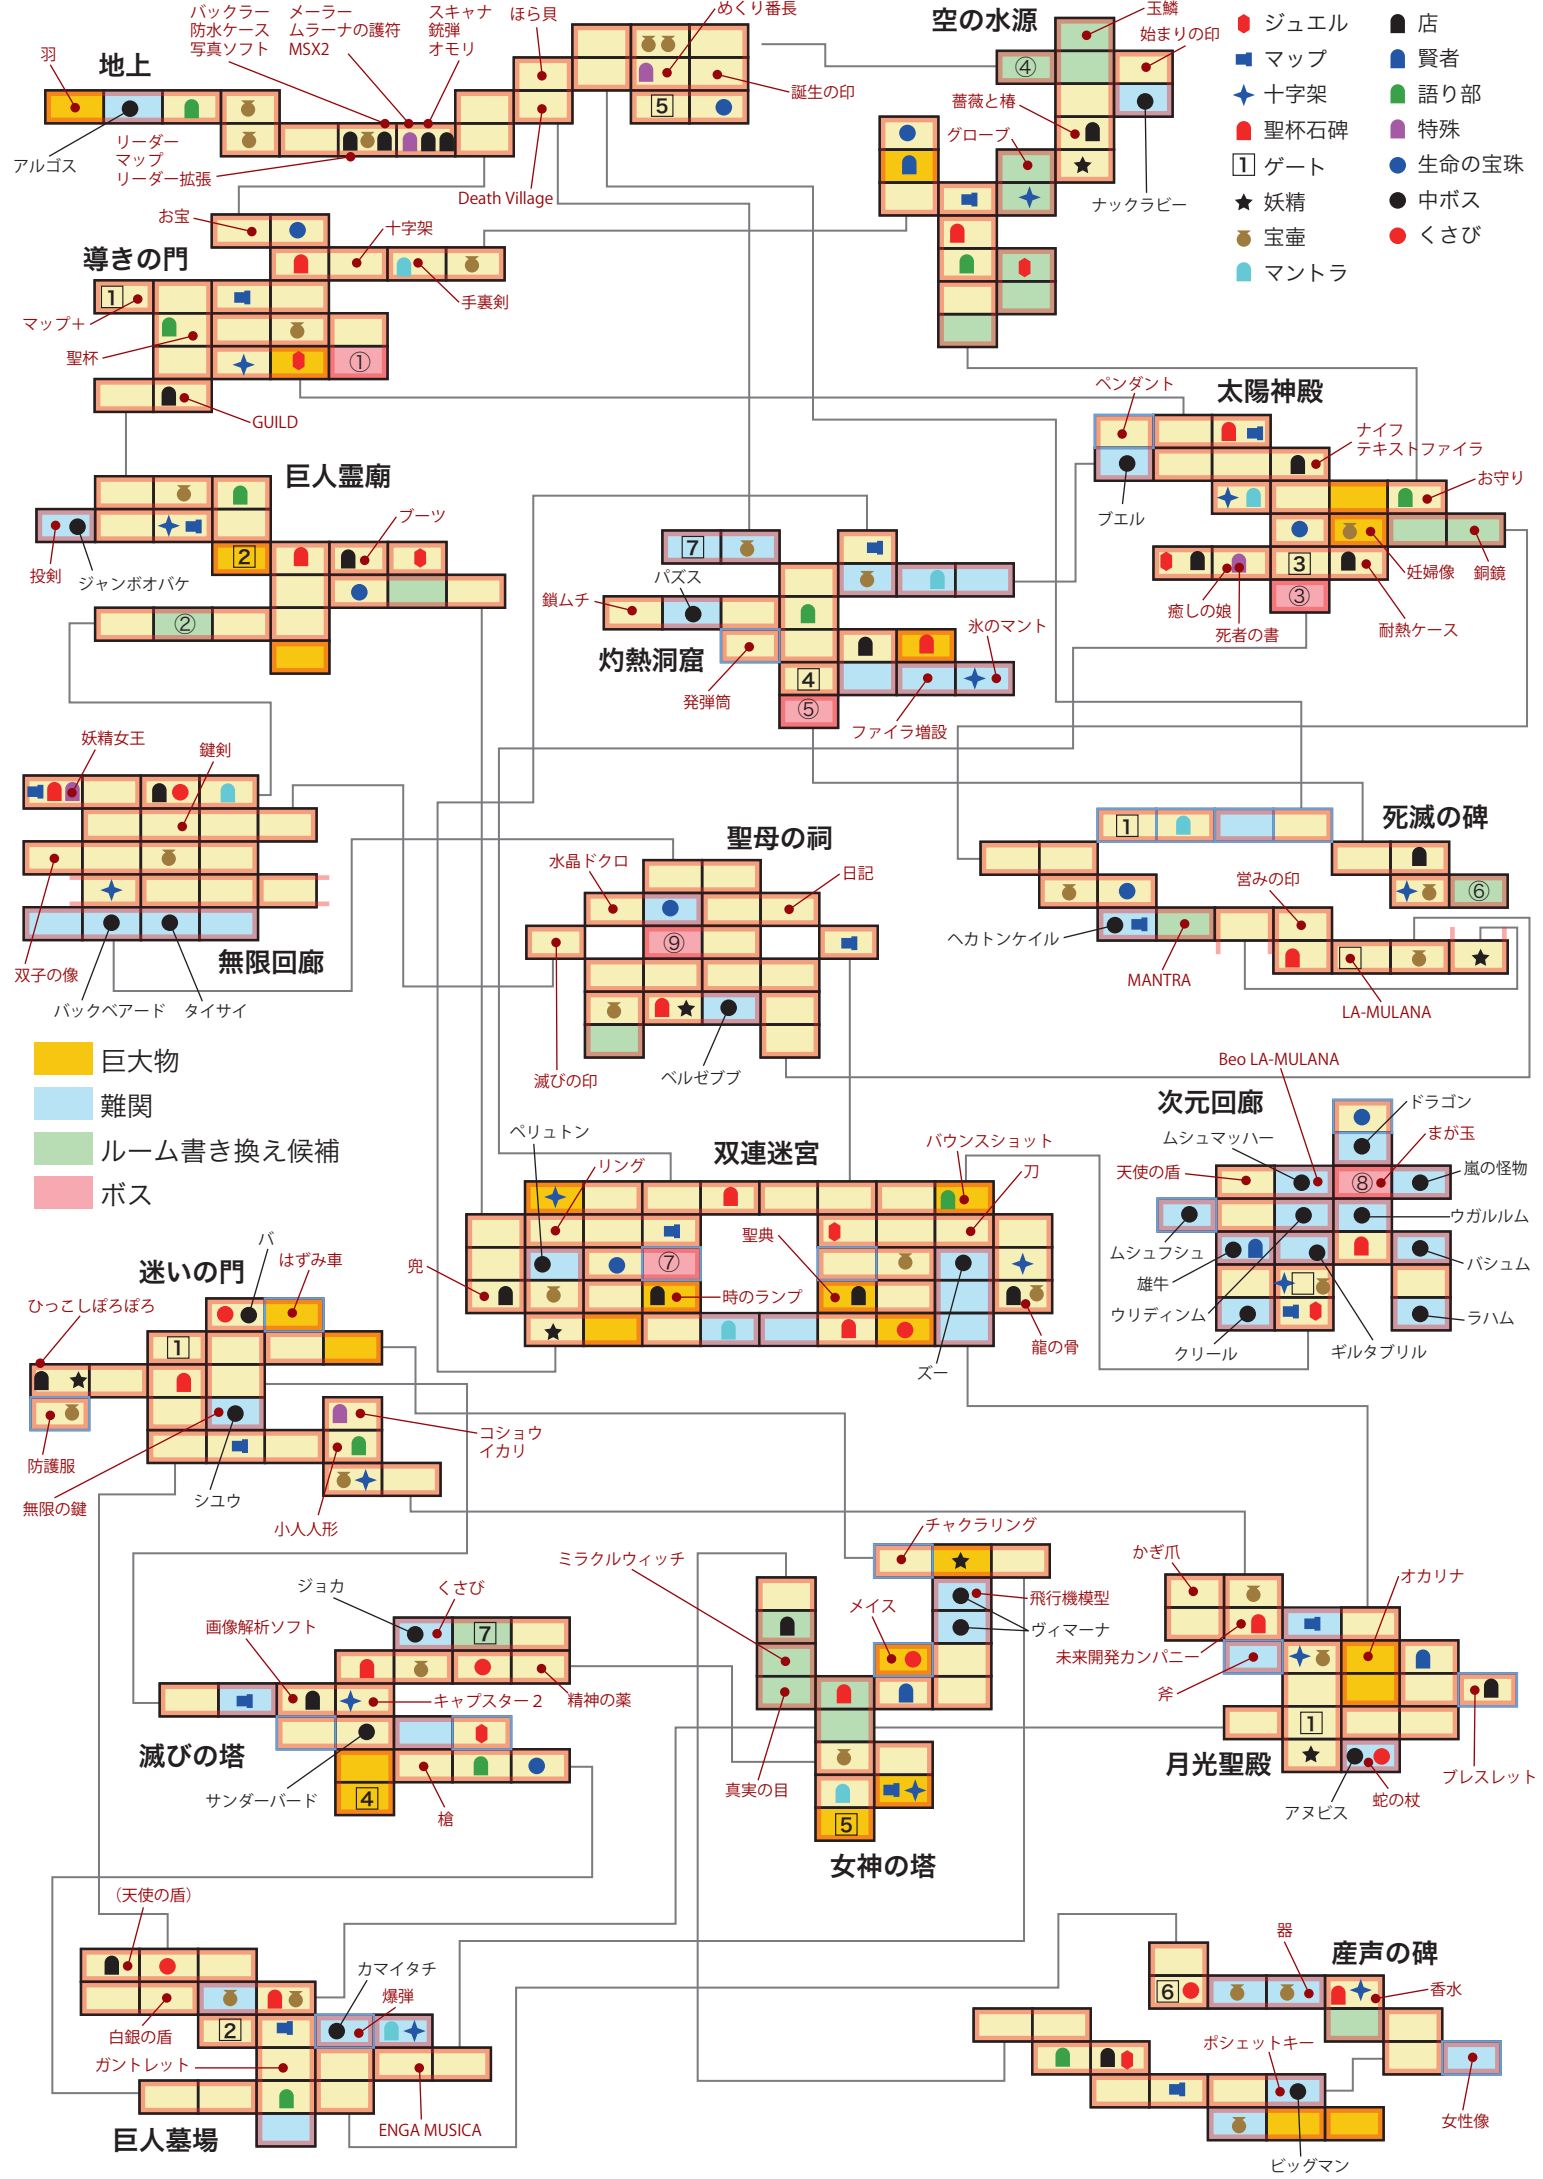 バックラー
防水ケース
写真ソフト
メーラー
ムラーナの護符
MSX2
スキャナ
銃弾
オモリ
ほら貝
めくり番長
誕生の印
羽
地上
アルゴス
リーダー
マップ
リーダー拡張
Death Village
5
空の水源
玉鱗
始まりの印
④
薔薇と椿
グローブ
ナックラビー
ジュエル
マップ
十字架
聖杯石碑
1 ゲート
妖精
宝壷
マントラ
店
賢者
語り部
特殊
生命の宝珠
中ボス
くさび
お宝
導きの門
十字架
手裏剣
1
マップ＋
聖杯
①
GUILD
太陽神殿
ペンダント
ナイフ
テキストファイラ
お守り
ブエル
妊婦像
銅鏡
3
③
癒しの娘
死者の書
耐熱ケース
巨人霊廟
ブーツ
投剣
ジャンボオバケ
2
②
7
パズス
鎖ムチ
灼熱洞窟
氷のマント
発弾筒
4
⑤
ファイラ増設
妖精女王
鍵剣
双子の像
無限回廊
バックベアード
タイサイ
聖母の祠
水晶ドクロ
日記
⑨
滅びの印
ベルゼブブ
死滅の碑
1
営みの印
⑥
ヘカトンケイル
MANTRA
LA-MULANA
巨大物
難関
ルーム書き換え候補
ボス
次元回廊
Beo LA-MULANA
ドラゴン
ムシュマッハー
まが玉
天使の盾
嵐の怪物
⑧
ウガルルム
ムシュフシュ
雄牛
バシュム
ウリディンム
ラハム
クリール
ギルタブリル
双連迷宮
ペリュトン
リング
バウンスショット
刀
聖典
兜
⑦
時のランプ
龍の骨
ズー
迷いの門
バ
はずみ車
ひっこしぽろぽろ
1
防護服
無限の鍵
シユウ
コショウ
イカリ
小人人形
滅びの塔
ジョカ
くさび
画像解析ソフト
7
キャプスター２
精神の薬
サンダーバード
4
槍
女神の塔
チャクラリング
ミラクルウィッチ
メイス
飛行機模型
ヴィマーナ
真実の目
5
月光聖殿
かぎ爪
オカリナ
未来開発カンパニー
斧
1
ブレスレット
アヌビス
蛇の杖
巨人墓場
（天使の盾）
カマイタチ
爆弾
白銀の盾
2
ガントレット
ENGA MUSICA
産声の碑
器
6
香水
ポシェットキー
女性像
ビッグマン